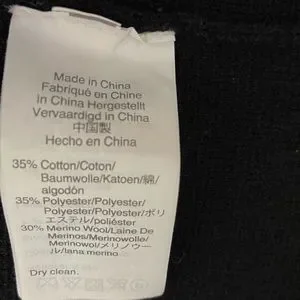 Made in China
Fabriqué en Chine
in China Hergestellt
Vervaardigd in China
中国製
Hecho en China
35% Cotton/Coton/
Baumwolle/Katoen/綿/
algodón
35% Polyester/Polyester/
Polyester/Polyester/ポリ
エステル/poliéster
30% Merino Wool/Laine De
Merinos/Merinowolle/
Merinowol/メリノウー
ル/lana merino
Dry clean.